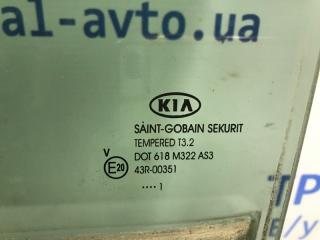 al-avto.ua
KIA
SAINT-GOBAIN SEKURIT
TEMPERED T3.2
DOT 618 M322 AS3
V
E20 43R-00351
.... 1